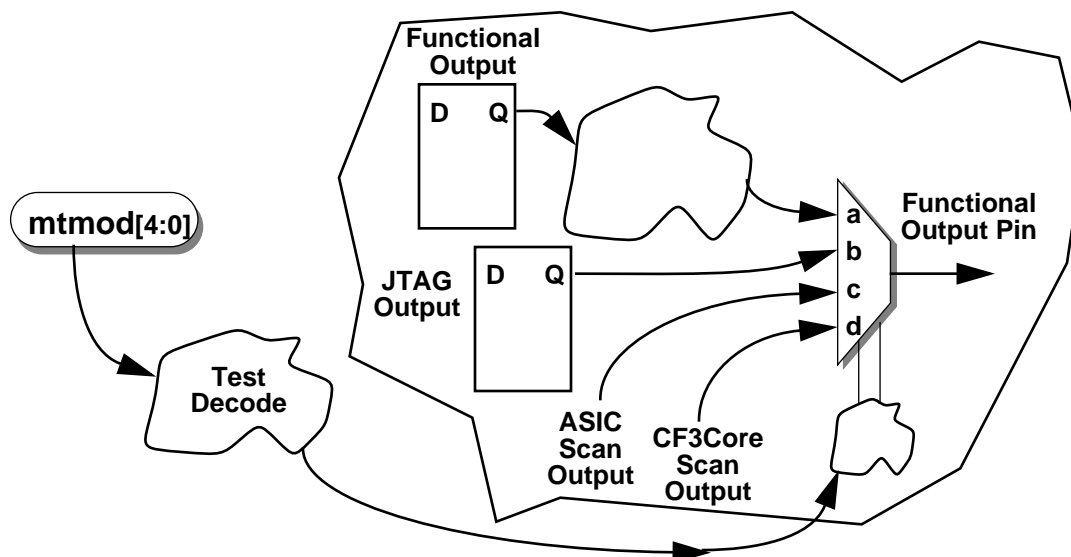 Functional
Output
D Q
mtmod[4:0]
JTAG
Output
D Q
a
b
c
d
Functional
Output Pin
Test
Decode
ASIC
Scan
Output
CF3Core
Scan
Output